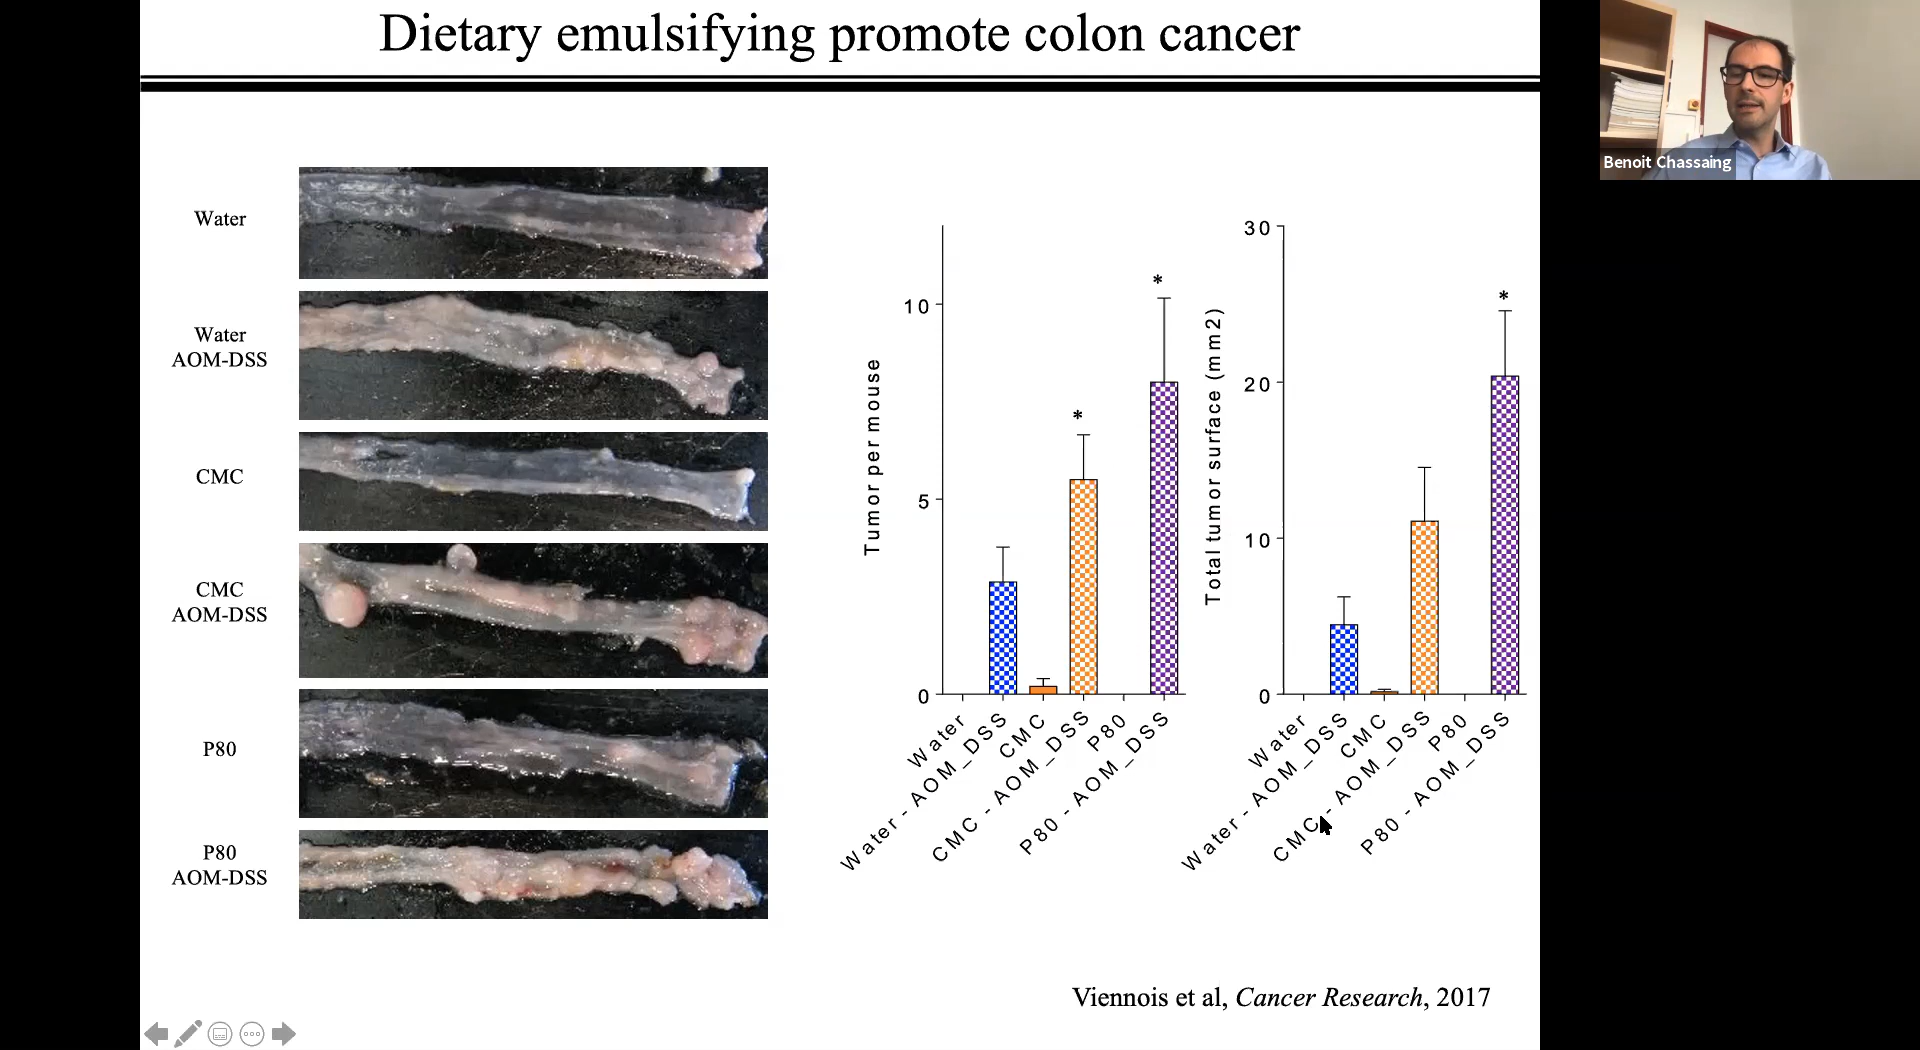 Dietary emulsifying promote colon cancer
Benoit Chassaing
Water
Water
AOM-DSS
CMC
CMC
AOM-DSS
P80
P80
AOM-DSS
Tumor per mouse
10
5
0
Water
Water - AOM_DSS
CMC
CMC - AOM_DSS
P80
P80 - AOM_DSS
*
*
Total tumor surface (mm2)
30
20
10
0
Water
Water - AOM_DSS
CMC
CMC - AOM_DSS
P80
P80 - AOM_DSS
*
Viennois et al, Cancer Research, 2017